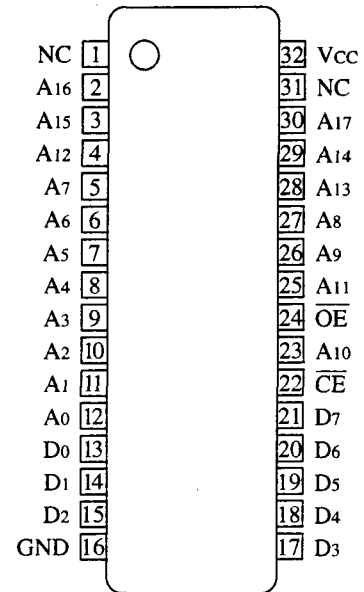 NC 1 32 VCC
A16 2 31 NC
A15 3 30 A17
A12 4 29 A14
A7 5 28 A13
A6 6 27 A8
A5 7 26 A9
A4 8 25 A11
A3 9 24 O̅E̅
A2 10 23 A10
A1 11 22 C̅E̅
A0 12 21 D7
D0 13 20 D6
D1 14 19 D5
D2 15 18 D4
GND 16 17 D3